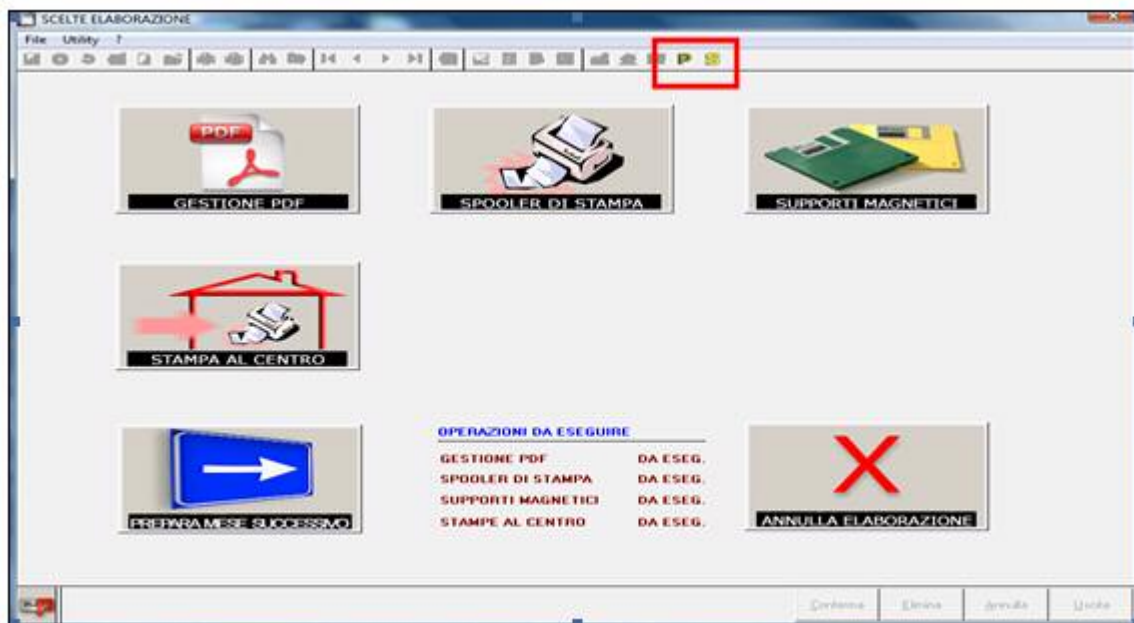 SCELTE ELABORAZIONE
File Utility ?
P S
PDF
GESTIONE PDF
SPOOLER DI STAMPA
SUPPORTI MAGNETICI
STAMPA AL CENTRO
PREPARA MESE SUCCESSIVO
OPERAZIONI DA ESEGUIRE
GESTIONE PDF DA ESEG.
SPOOLER DI STAMPA DA ESEG.
SUPPORTI MAGNETICI DA ESEG.
STAMPE AL CENTRO DA ESEG.
ANNULLA ELABORAZIONE
Conferma Elimina Annulla Uscita